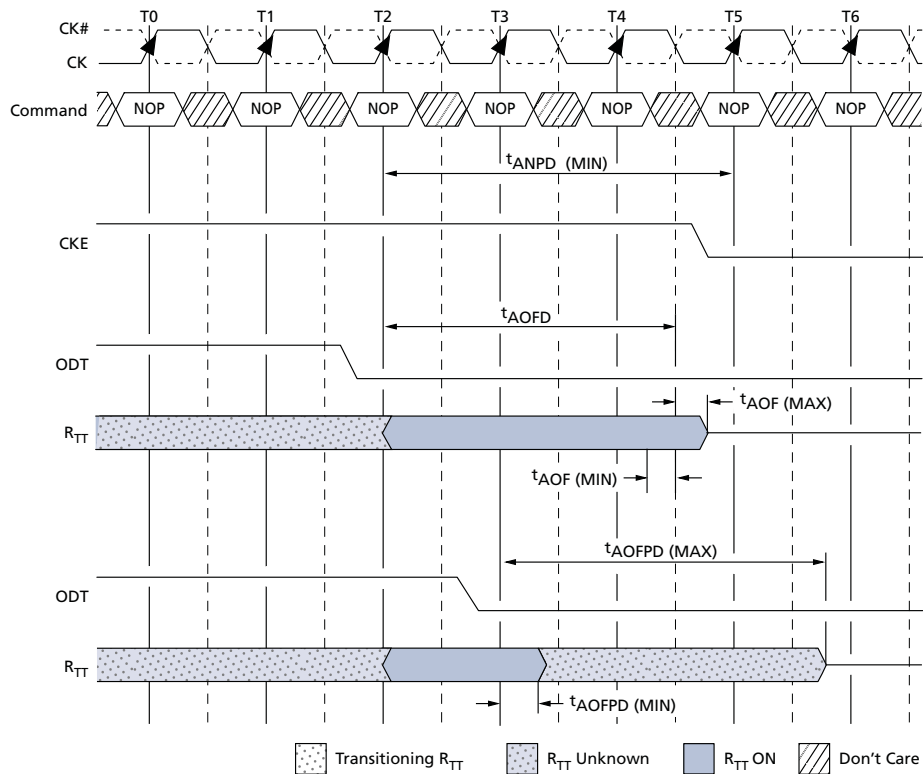 T0 T1 T2 T3 T4 T5 T6
CK#
CK
Command NOP NOP NOP NOP NOP NOP NOP
tANPD (MIN)
CKE
tAOFD
ODT
tAOF (MAX)
RTT
tAOF (MIN)
tAOFPD (MAX)
ODT
RTT
tAOFPD (MIN)
Transitioning RTT RTT Unknown RTT ON Don’t Care